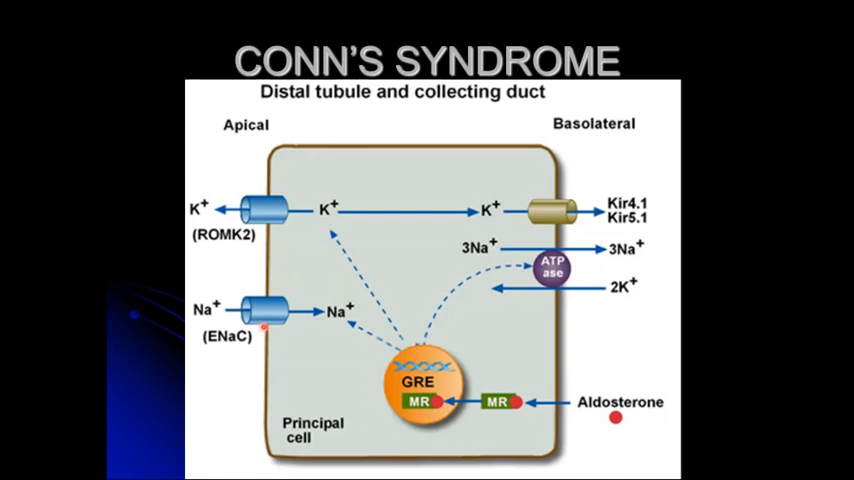 CONN'S SYNDROME
Distal tubule and collecting duct
Apical
Basolateral
K+
K+
K+
Kir4.1
Kir5.1
(ROMK2)
3Na+
3Na+
ATP
ase
2K+
Na+
Na+
(ENaC)
GRE
MR
MR
Aldosterone
Principal
cell